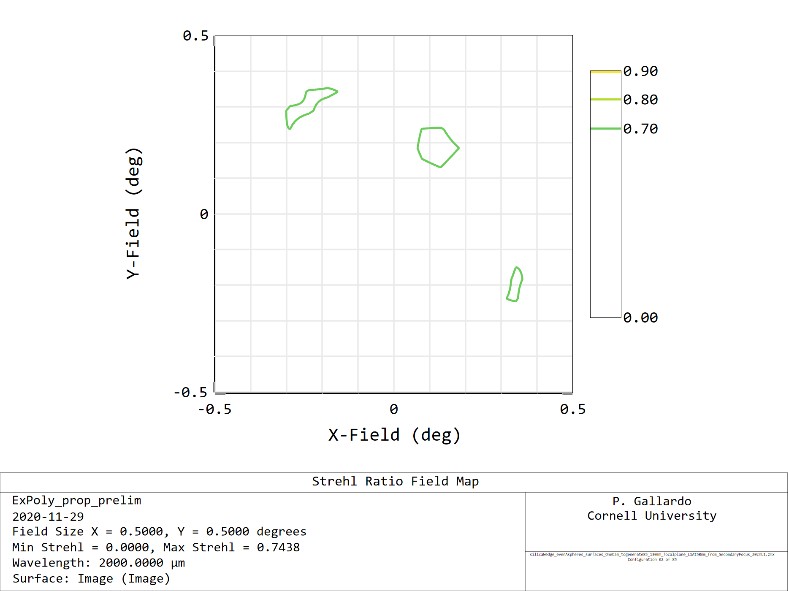 0.5
0
-0.5
-0.5
0
0.5
Y-Field (deg)
X-Field (deg)
0.90
0.80
0.70
0.00
Strehl Ratio Field Map
ExPoly_prop_prelim
2020-11-29
Field Size X = 0.5000, Y = 0.5000 degrees
Min Strehl = 0.0000, Max Strehl = 0.7438
Wavelength: 2000.0000 µm
Surface: Image (Image)
P. Gallardo
Cornell University